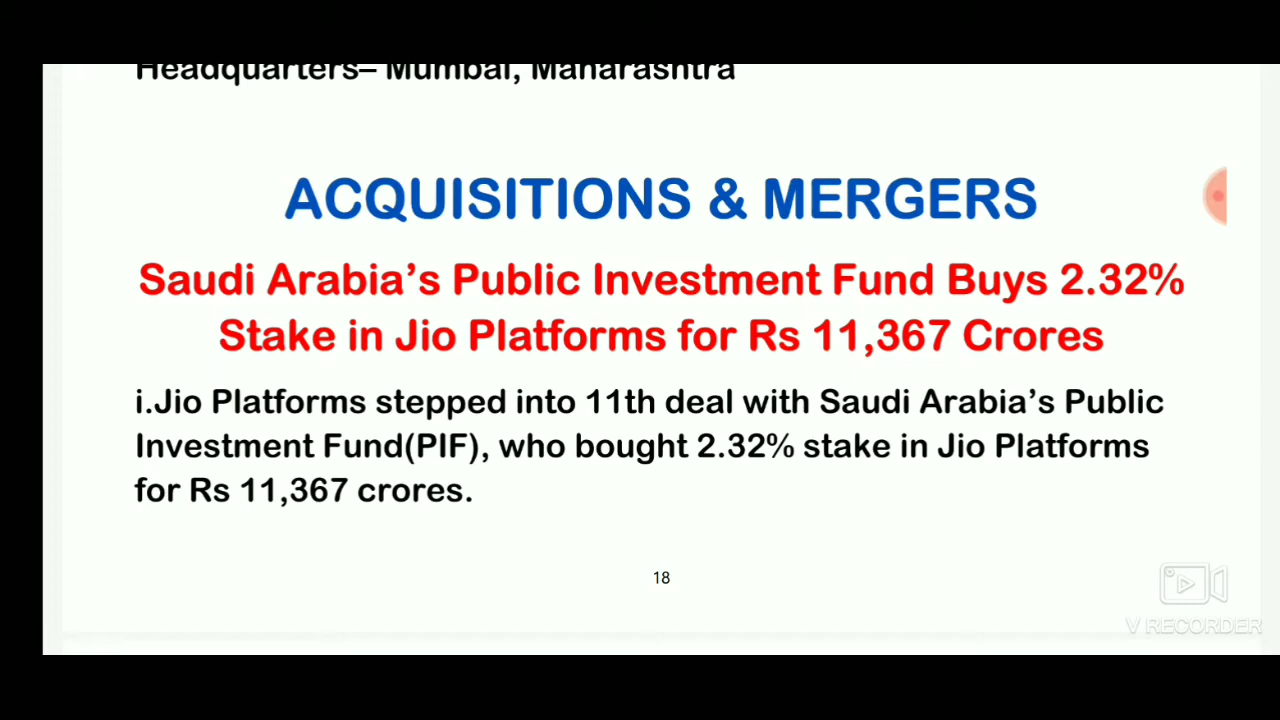 Headquarters– Mumbai, Maharashtra
ACQUISITIONS & MERGERS
Saudi Arabia’s Public Investment Fund Buys 2.32%
Stake in Jio Platforms for Rs 11,367 Crores
i.Jio Platforms stepped into 11th deal with Saudi Arabia’s Public
Investment Fund(PIF), who bought 2.32% stake in Jio Platforms
for Rs 11,367 crores.
18
V RECORDER